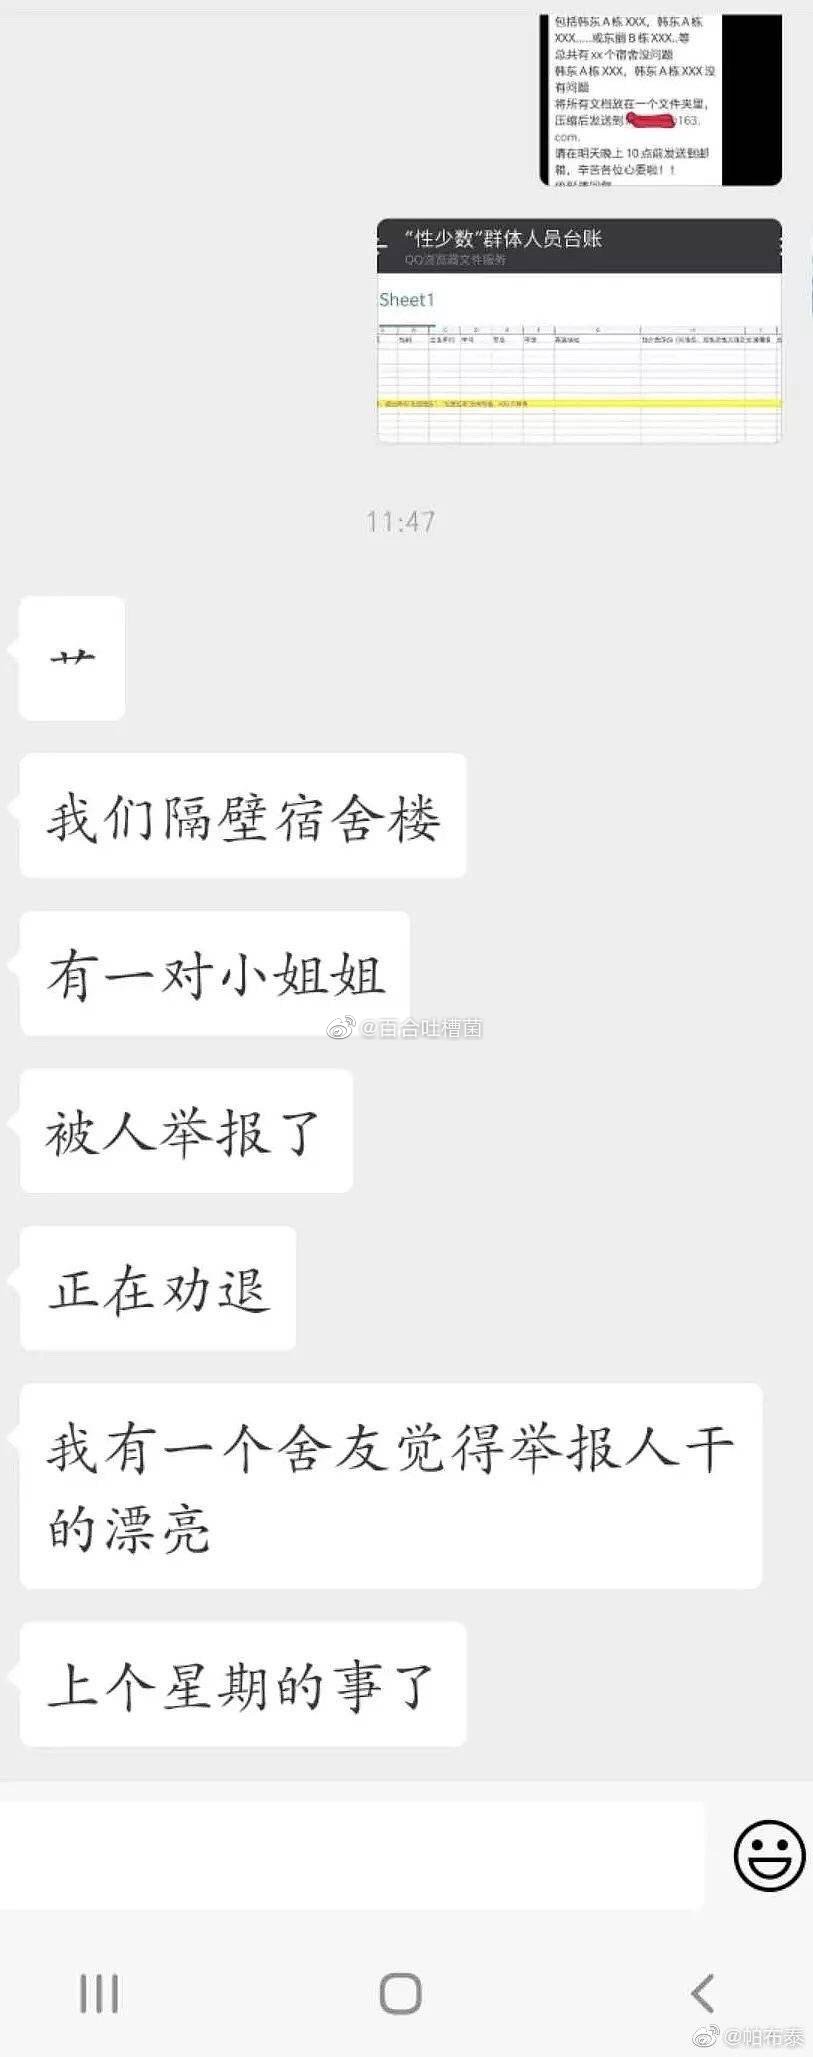 包括韩东A栋XXX，韩东A栋
XXX……或东丽B栋XXX..等
总共有xx个宿舍没问题
韩东A栋XXX，韩东A栋XXX没
有问题
将所有文档放在一个文件夹里，
压缩后发送到 163.
com.
请在明天晚上10点前发送到邮
箱，辛苦各位心委啦！！
“性少数”群体人员台账
QQ浏览器文件服务
Sheet1
11:47
艹
我们隔壁宿舍楼
有一对小姐姐
@百合吐槽菌
被人举报了
正在劝退
我有一个舍友觉得举报人干
的漂亮
上个星期的事了
@帕布泰